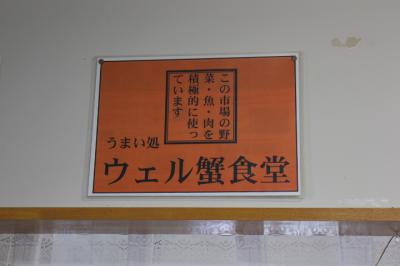 この市場の野
菜・魚・肉を
積極的に使っ
ています
うまい処
ウェル蟹食堂